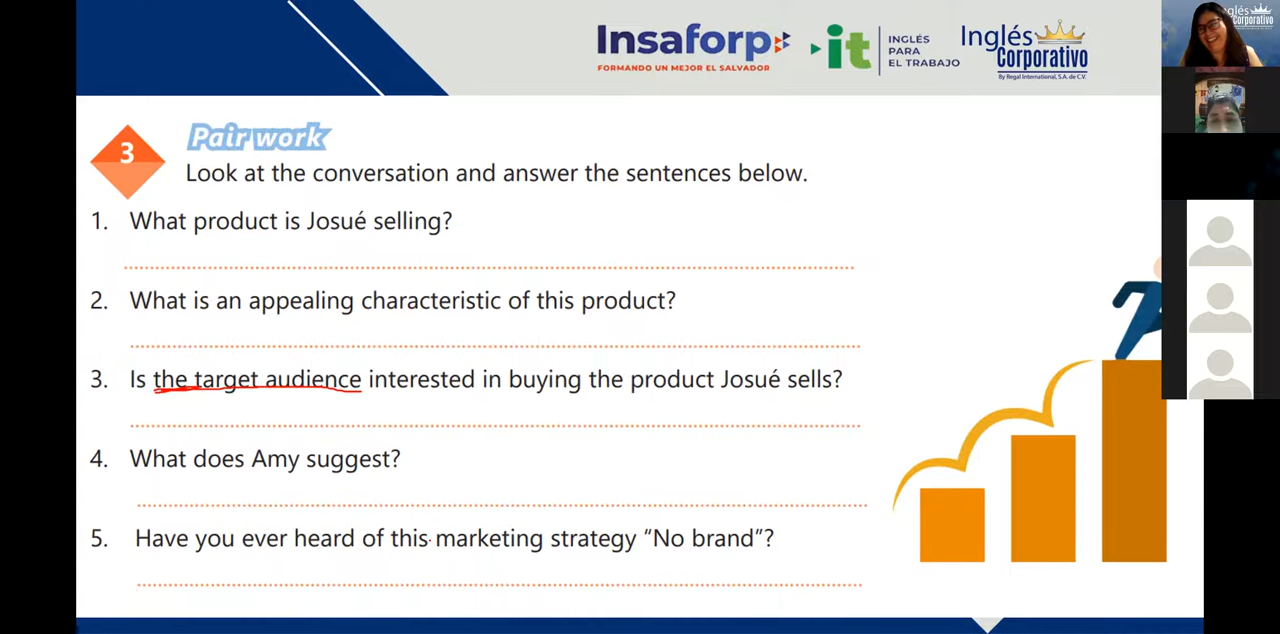 Insaforp
FORMANDO UN MEJOR EL SALVADOR
it
INGLÉS
PARA
EL TRABAJO
Inglés
Corporativo
By Regal International, S.A. de C.V.
glés
Corporativo
3
Pair work
Look at the conversation and answer the sentences below.
1. What product is Josué selling?
2. What is an appealing characteristic of this product?
3. Is the target audience interested in buying the product Josué sells?
4. What does Amy suggest?
5. Have you ever heard of this marketing strategy “No brand”?